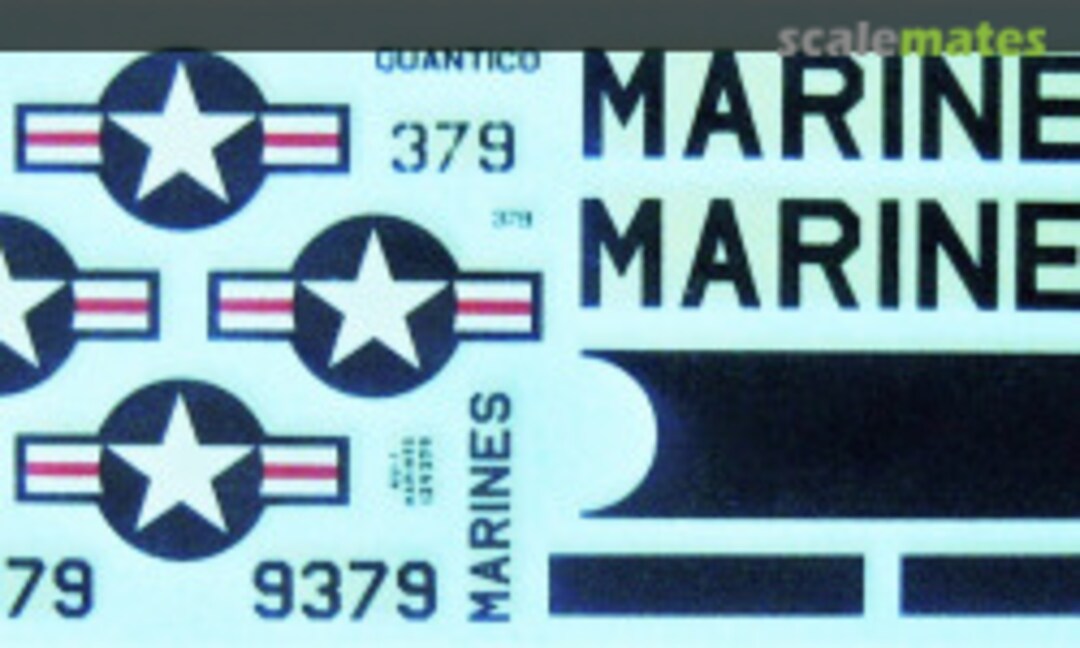 scalemates
QUANTICO
MARINE
379
379
MARINE
MARINES
79
9379